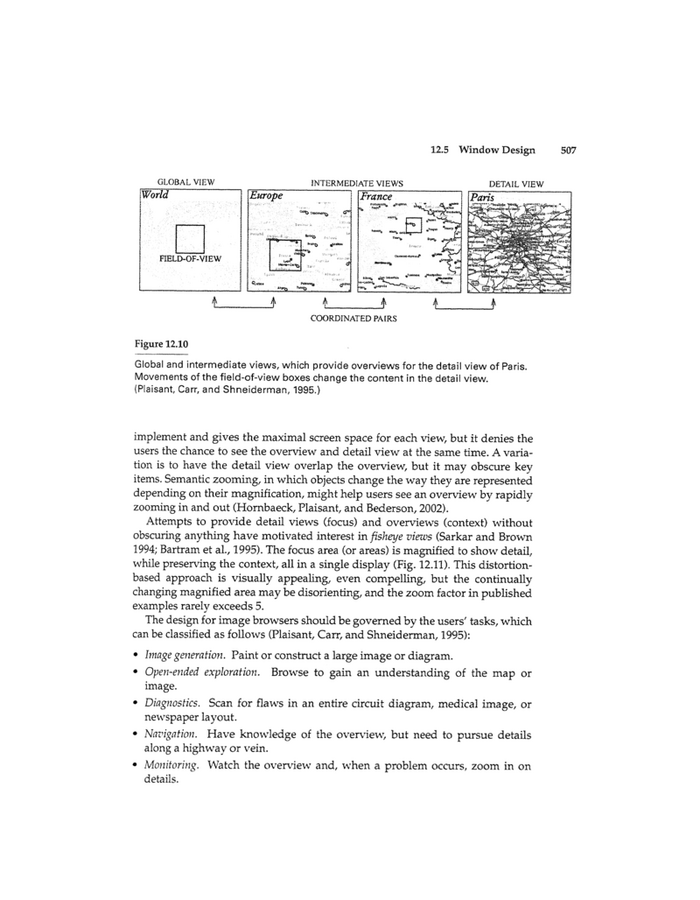 12.5 Window Design 507
GLOBAL VIEW INTERMEDIATE VIEWS DETAIL VIEW
World Europe France Paris
FIELD-OF-VIEW
COORDINATED PAIRS
Figure 12.10
Global and intermediate views, which provide overviews for the detail view of Paris.
Movements of the field-of-view boxes change the content in the detail view.
(Plaisant, Carr, and Shneiderman, 1995.)
implement and gives the maximal screen space for each view, but it denies the
users the chance to see the overview and detail view at the same time. A varia-
tion is to have the detail view overlap the overview, but it may obscure key
items. Semantic zooming, in which objects change the way they are represented
depending on their magnification, might help users see an overview by rapidly
zooming in and out (Hornbaeck, Plaisant, and Bederson, 2002).
Attempts to provide detail views (focus) and overviews (context) without
obscuring anything have motivated interest in fisheye views (Sarkar and Brown
1994; Bartram et al., 1995). The focus area (or areas) is magnified to show detail,
while preserving the context, all in a single display (Fig. 12.11). This distortion-
based approach is visually appealing, even compelling, but the continually
changing magnified area may be disorienting, and the zoom factor in published
examples rarely exceeds 5.
The design for image browsers should be governed by the users' tasks, which
can be classified as follows (Plaisant, Carr, and Shneiderman, 1995):
• Image generation. Paint or construct a large image or diagram.
• Open-ended exploration. Browse to gain an understanding of the map or
image.
• Diagnostics. Scan for flaws in an entire circuit diagram, medical image, or
newspaper layout.
• Navigation. Have knowledge of the overview, but need to pursue details
along a highway or vein.
• Monitoring. Watch the overview and, when a problem occurs, zoom in on
details.